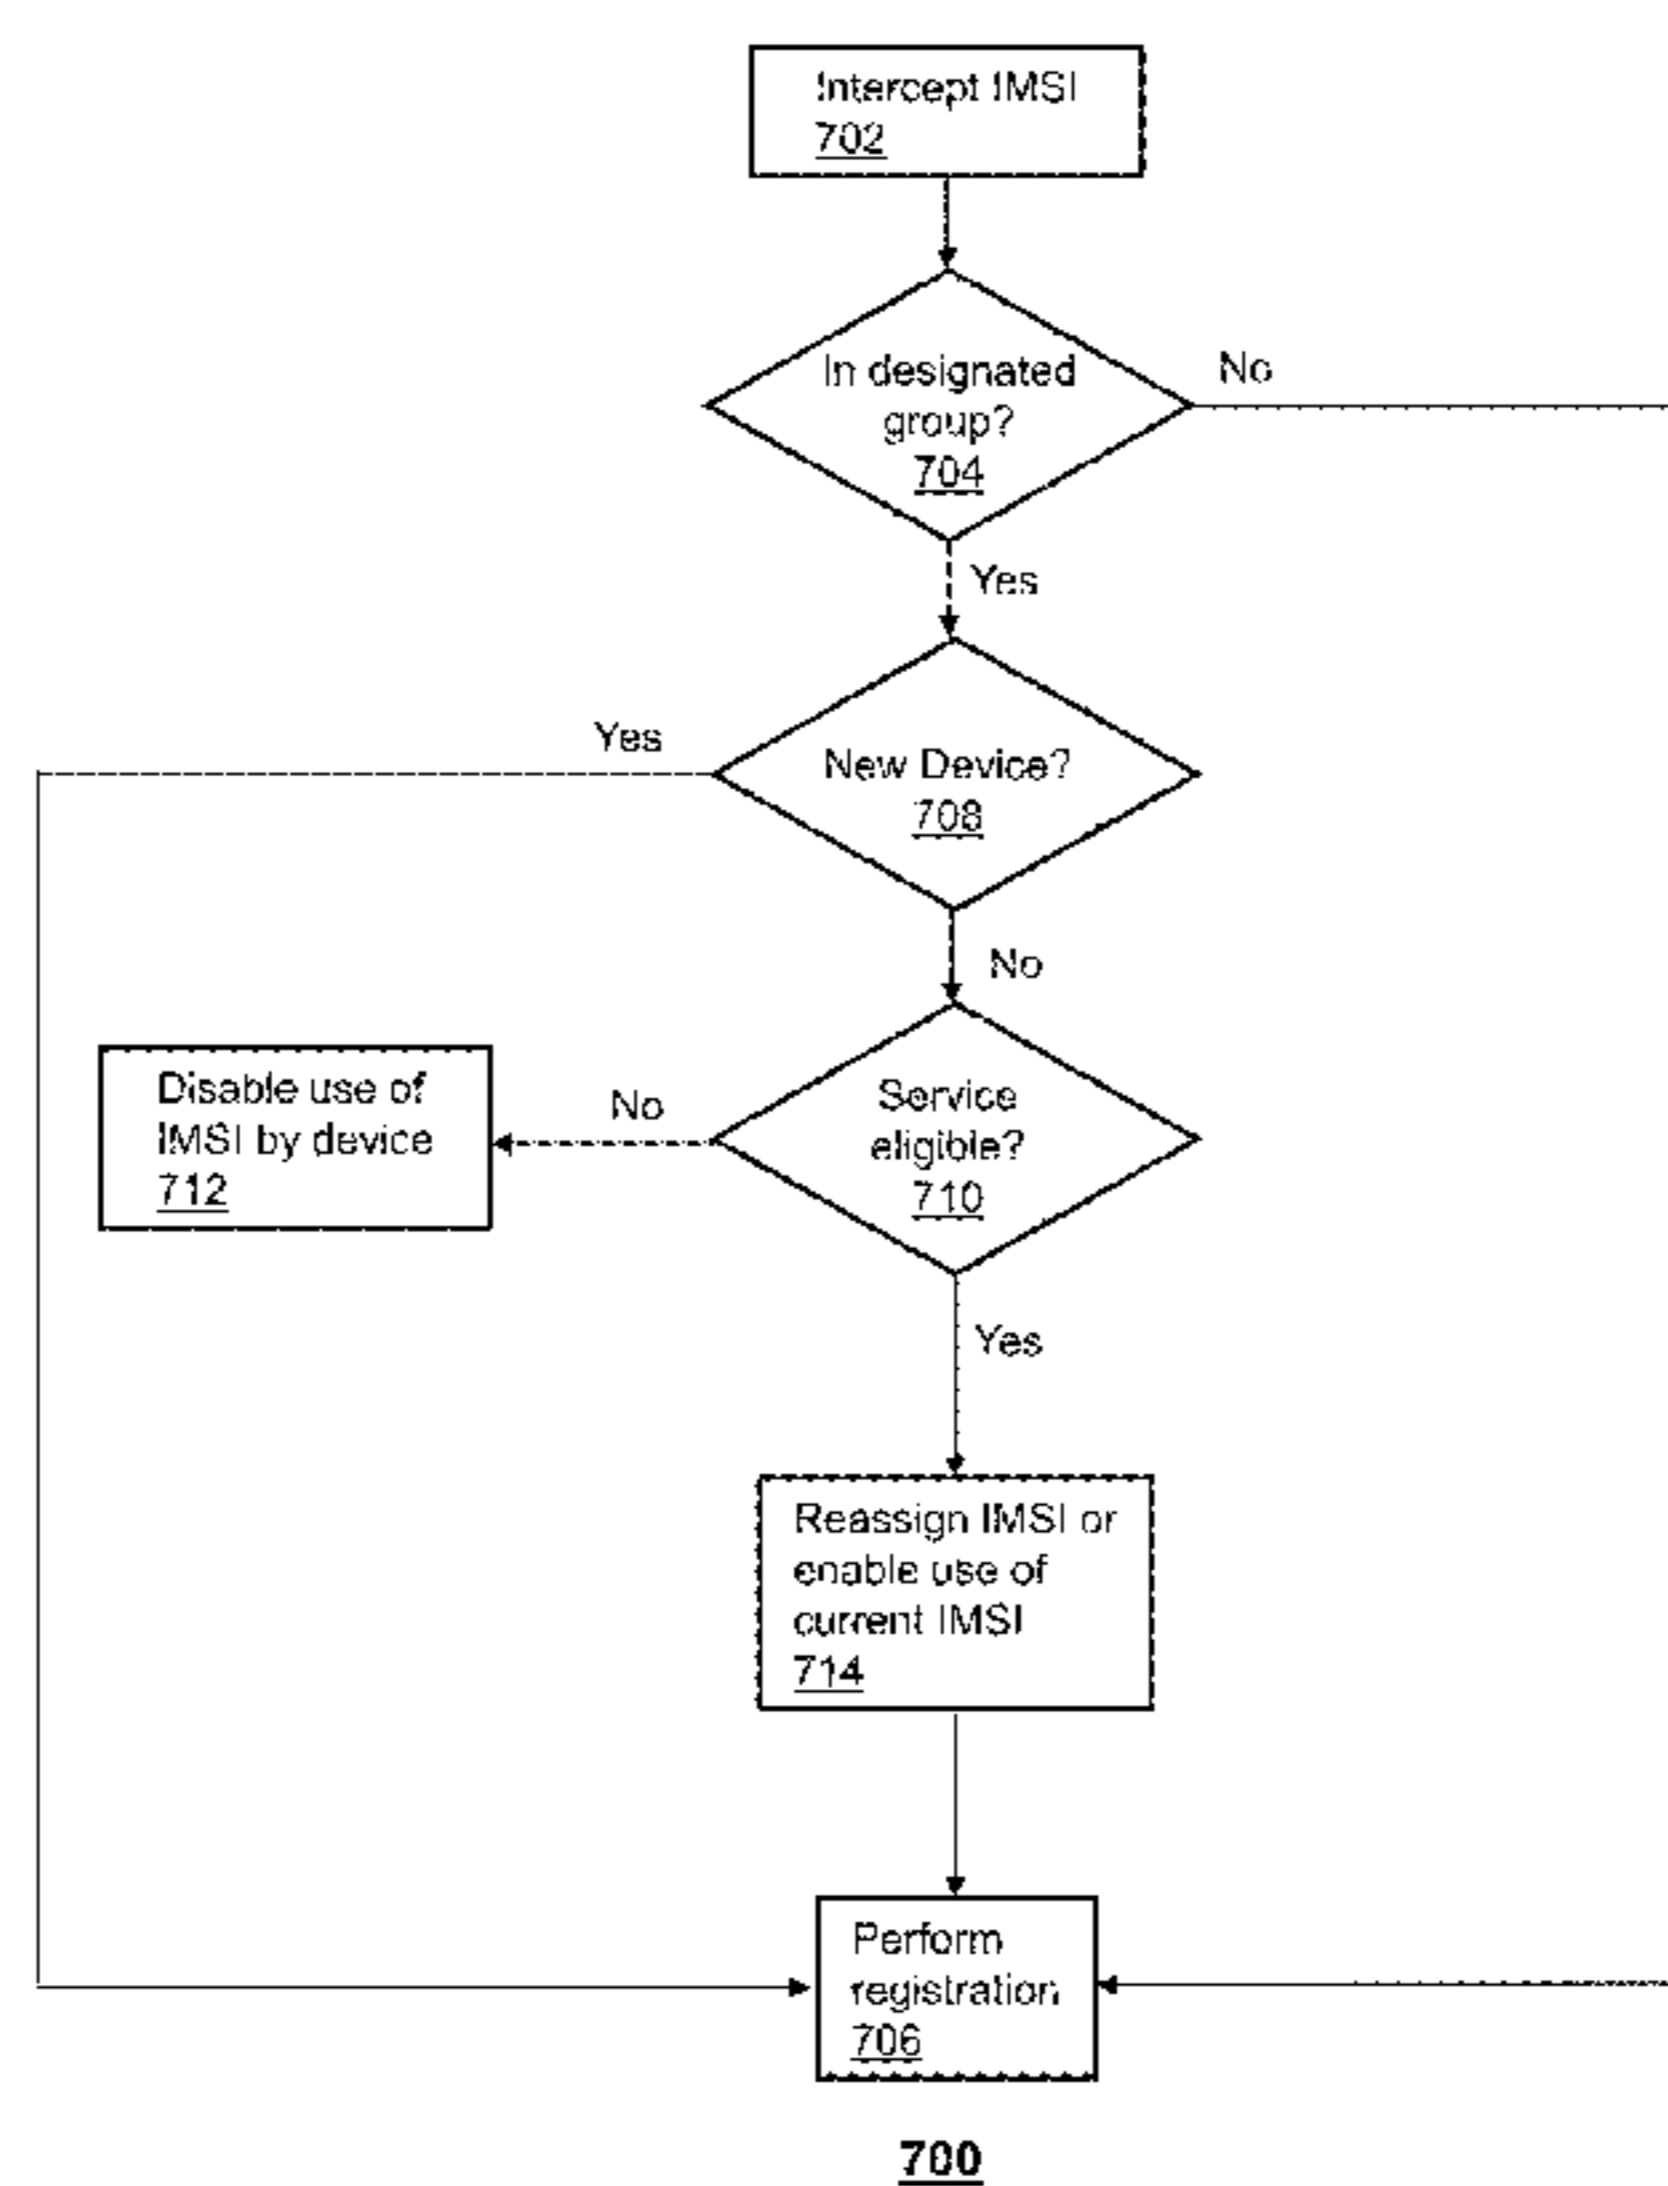 Intercept IMSI
702
In designated
group?
704
No
Yes
New Device?
708
Yes
No
Service
eligible?
710
No
Disable use of
IMSI by device
712
Yes
Reassign IMSI or
enable use of
current IMSI
714
Perform
registration
706
700